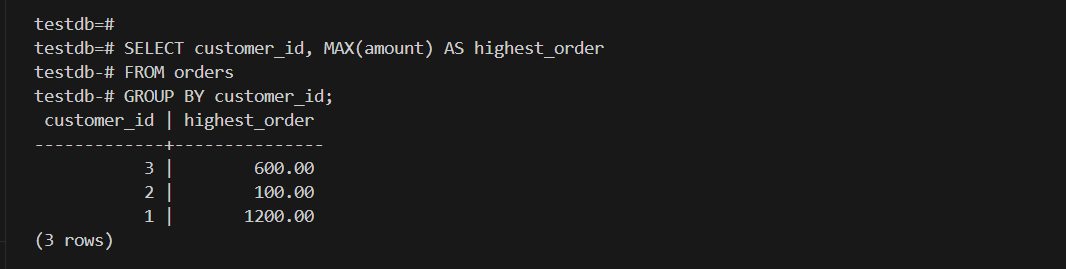 testdb=#
testdb=# SELECT customer_id, MAX(amount) AS highest_order
testdb-# FROM orders
testdb-# GROUP BY customer_id;
 customer_id | highest_order
-------------+---------------
           3 |        600.00
           2 |        100.00
           1 |       1200.00
(3 rows)